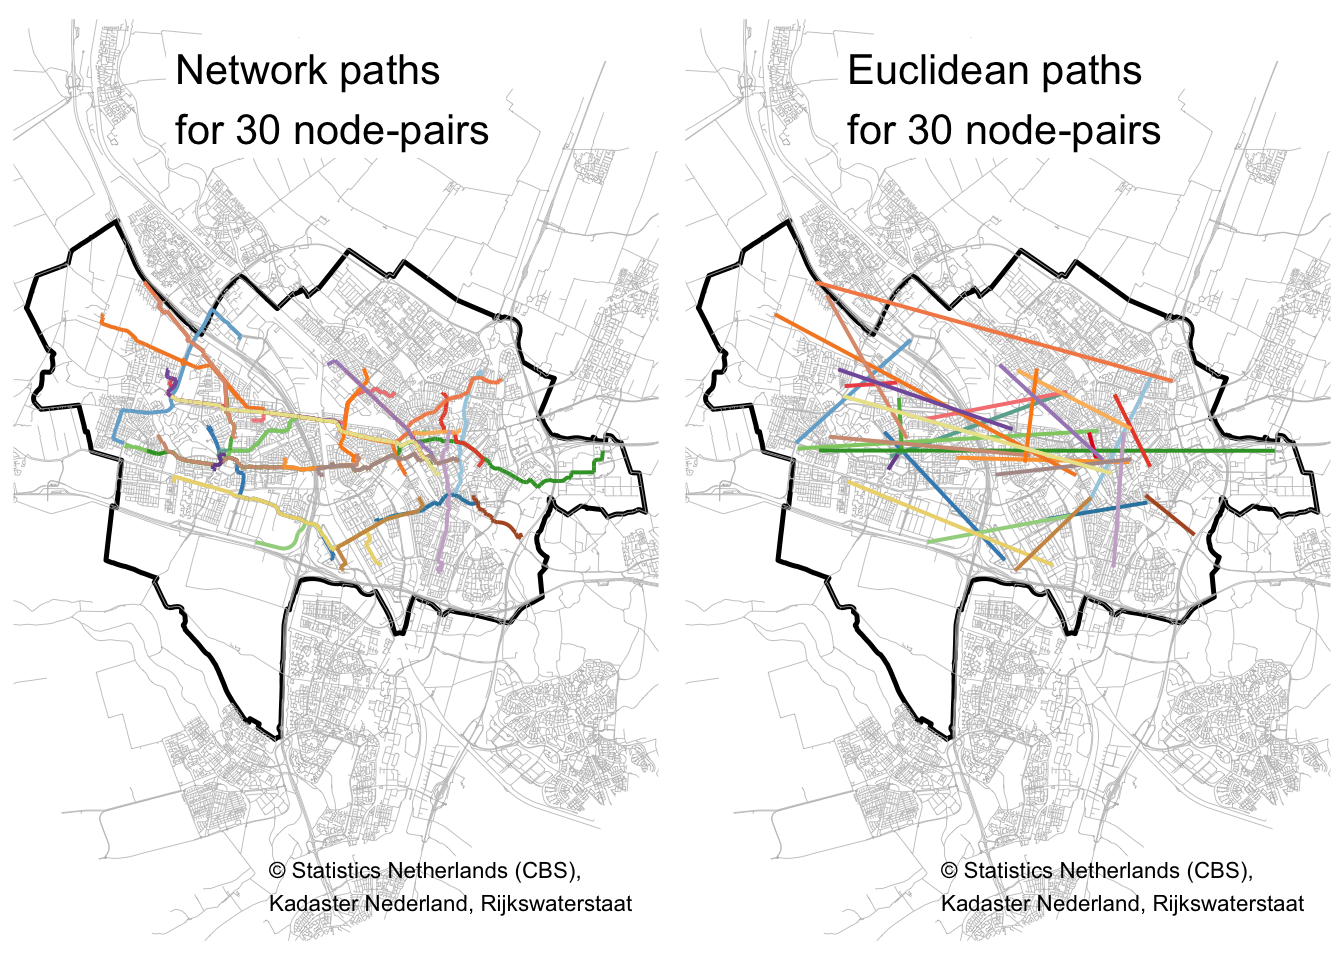 Network paths
for 30 node-pairs
Euclidean paths
for 30 node-pairs
© Statistics Netherlands (CBS),
Kadaster Nederland, Rijkswaterstaat
© Statistics Netherlands (CBS),
Kadaster Nederland, Rijkswaterstaat